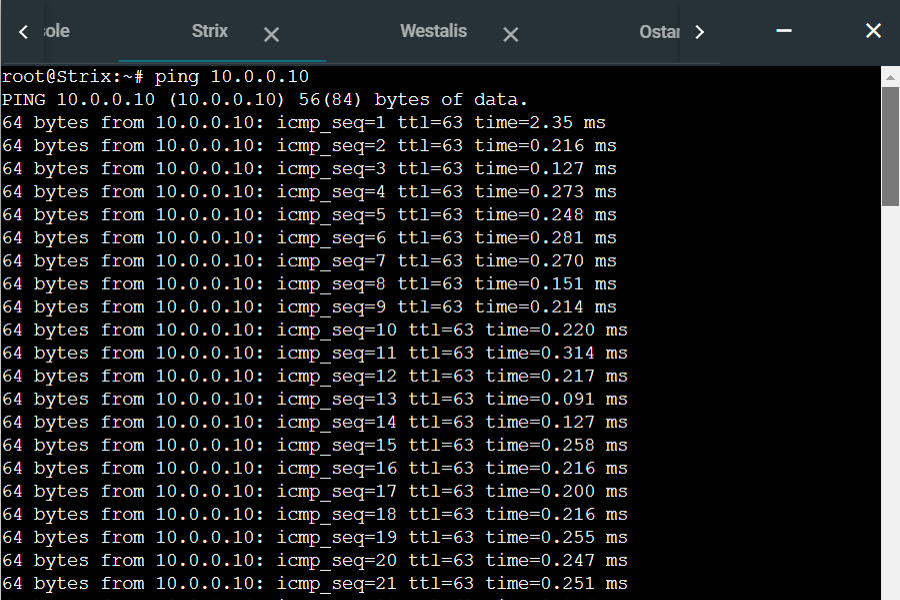 ole Strix Westalis Ostar
root@Strix:~# ping 10.0.0.10
PING 10.0.0.10 (10.0.0.10) 56(84) bytes of data.
64 bytes from 10.0.0.10: icmp_seq=1 ttl=63 time=2.35 ms
64 bytes from 10.0.0.10: icmp_seq=2 ttl=63 time=0.216 ms
64 bytes from 10.0.0.10: icmp_seq=3 ttl=63 time=0.127 ms
64 bytes from 10.0.0.10: icmp_seq=4 ttl=63 time=0.273 ms
64 bytes from 10.0.0.10: icmp_seq=5 ttl=63 time=0.248 ms
64 bytes from 10.0.0.10: icmp_seq=6 ttl=63 time=0.281 ms
64 bytes from 10.0.0.10: icmp_seq=7 ttl=63 time=0.270 ms
64 bytes from 10.0.0.10: icmp_seq=8 ttl=63 time=0.151 ms
64 bytes from 10.0.0.10: icmp_seq=9 ttl=63 time=0.214 ms
64 bytes from 10.0.0.10: icmp_seq=10 ttl=63 time=0.220 ms
64 bytes from 10.0.0.10: icmp_seq=11 ttl=63 time=0.314 ms
64 bytes from 10.0.0.10: icmp_seq=12 ttl=63 time=0.217 ms
64 bytes from 10.0.0.10: icmp_seq=13 ttl=63 time=0.091 ms
64 bytes from 10.0.0.10: icmp_seq=14 ttl=63 time=0.127 ms
64 bytes from 10.0.0.10: icmp_seq=15 ttl=63 time=0.258 ms
64 bytes from 10.0.0.10: icmp_seq=16 ttl=63 time=0.216 ms
64 bytes from 10.0.0.10: icmp_seq=17 ttl=63 time=0.200 ms
64 bytes from 10.0.0.10: icmp_seq=18 ttl=63 time=0.216 ms
64 bytes from 10.0.0.10: icmp_seq=19 ttl=63 time=0.255 ms
64 bytes from 10.0.0.10: icmp_seq=20 ttl=63 time=0.247 ms
64 bytes from 10.0.0.10: icmp_seq=21 ttl=63 time=0.251 ms